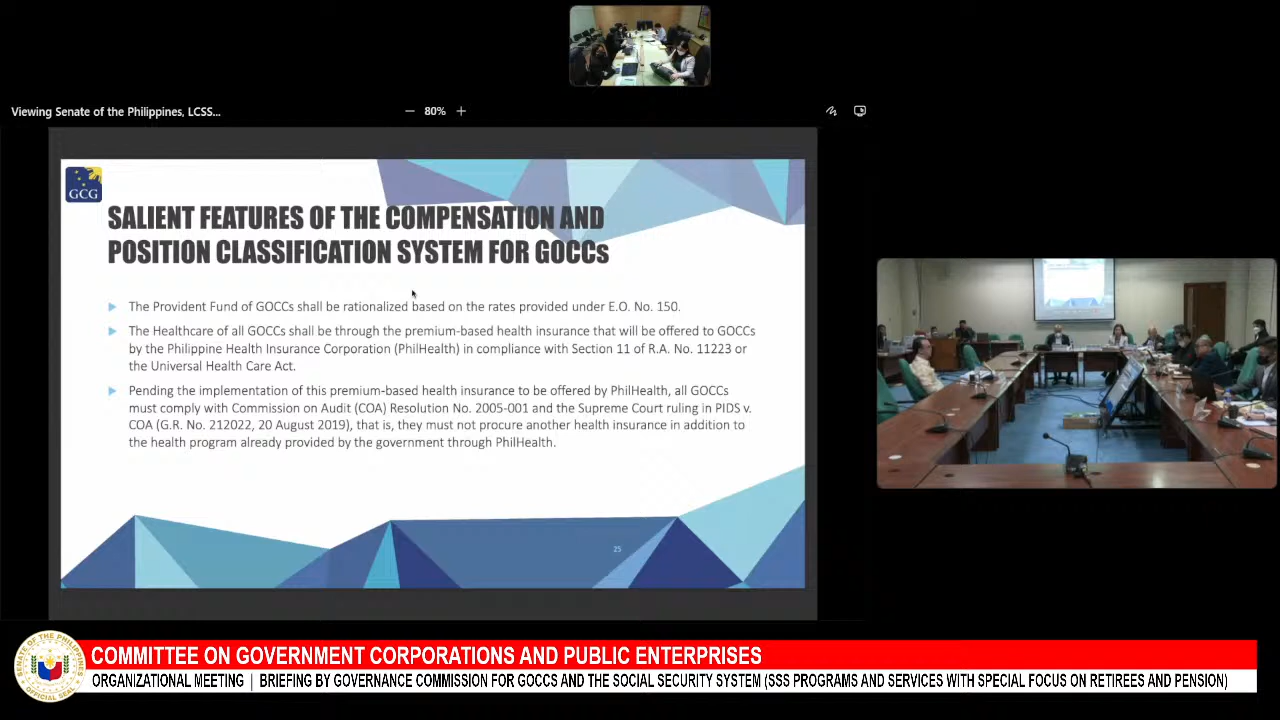 Viewing Senate of the Philippines, LCSS...
80%
GCG
SALIENT FEATURES OF THE COMPENSATION AND
POSITION CLASSIFICATION SYSTEM FOR GOCCs
The Provident Fund of GOCCs shall be rationalized based on the rates provided under E.O. No. 150.
The Healthcare of all GOCCs shall be through the premium-based health insurance that will be offered to GOCCs
by the Philippine Health Insurance Corporation (PhilHealth) in compliance with Section 11 of R.A. No. 11223 or
the Universal Health Care Act.
Pending the implementation of this premium-based health insurance to be offered by PhilHealth, all GOCCs
must comply with Commission on Audit (COA) Resolution No. 2005-001 and the Supreme Court ruling in PIDS v.
COA (G.R. No. 212022, 20 August 2019), that is, they must not procure another health insurance in addition to
the health program already provided by the government through PhilHealth.
25
SENATE OF THE PHILIPPINES
OFFICIAL SEAL
COMMITTEE ON GOVERNMENT CORPORATIONS AND PUBLIC ENTERPRISES
ORGANIZATIONAL MEETING | BRIEFING BY GOVERNANCE COMMISSION FOR GOCCS AND THE SOCIAL SECURITY SYSTEM (SSS PROGRAMS AND SERVICES WITH SPECIAL FOCUS ON RETIREES AND PENSION)